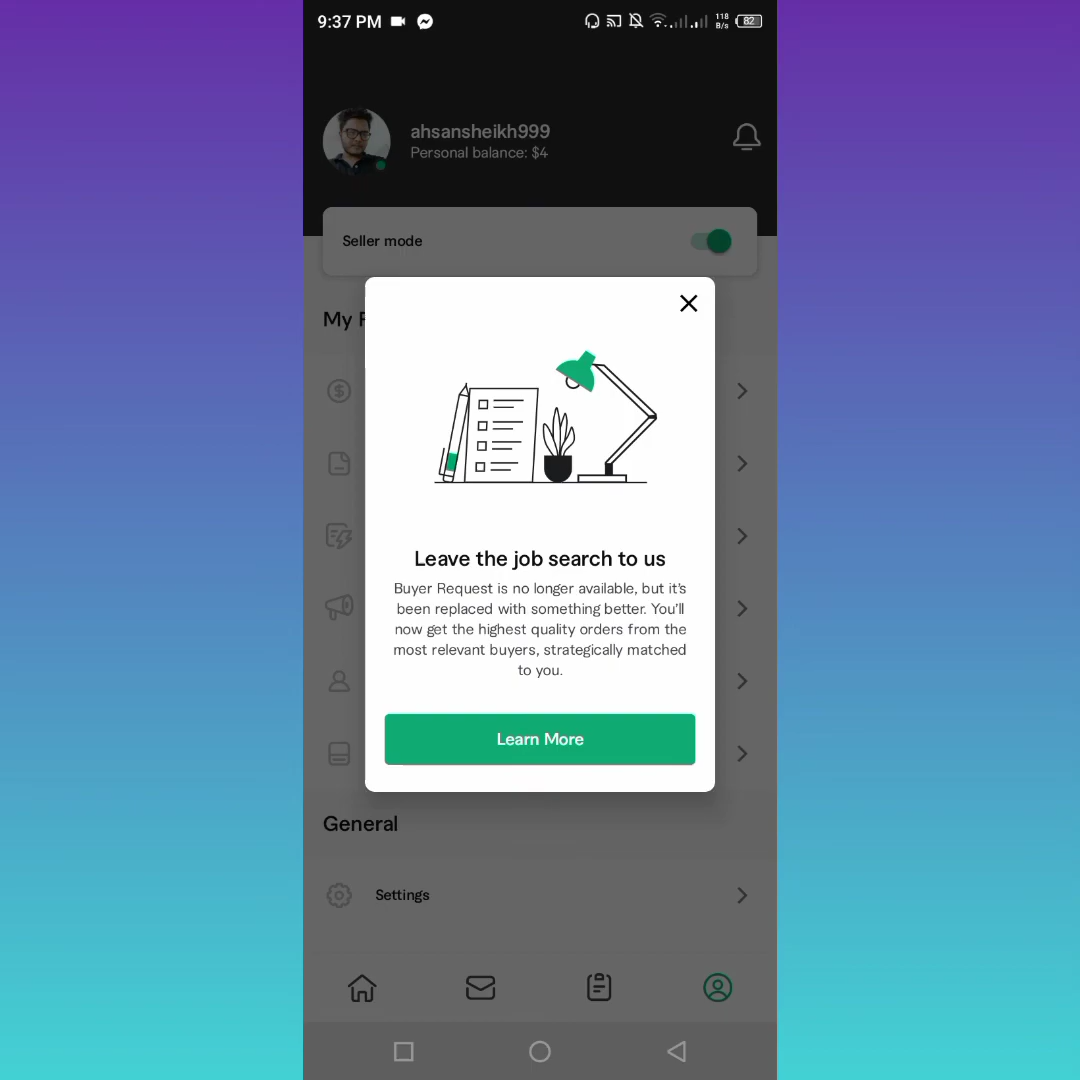 9:37 PM 118 B/s 82
ahsansheikh999
Personal balance: $4
Seller mode
My F
Leave the job search to us
Buyer Request is no longer available, but it's
been replaced with something better. You'll
now get the highest quality orders from the
most relevant buyers, strategically matched
to you.
Learn More
General
Settings